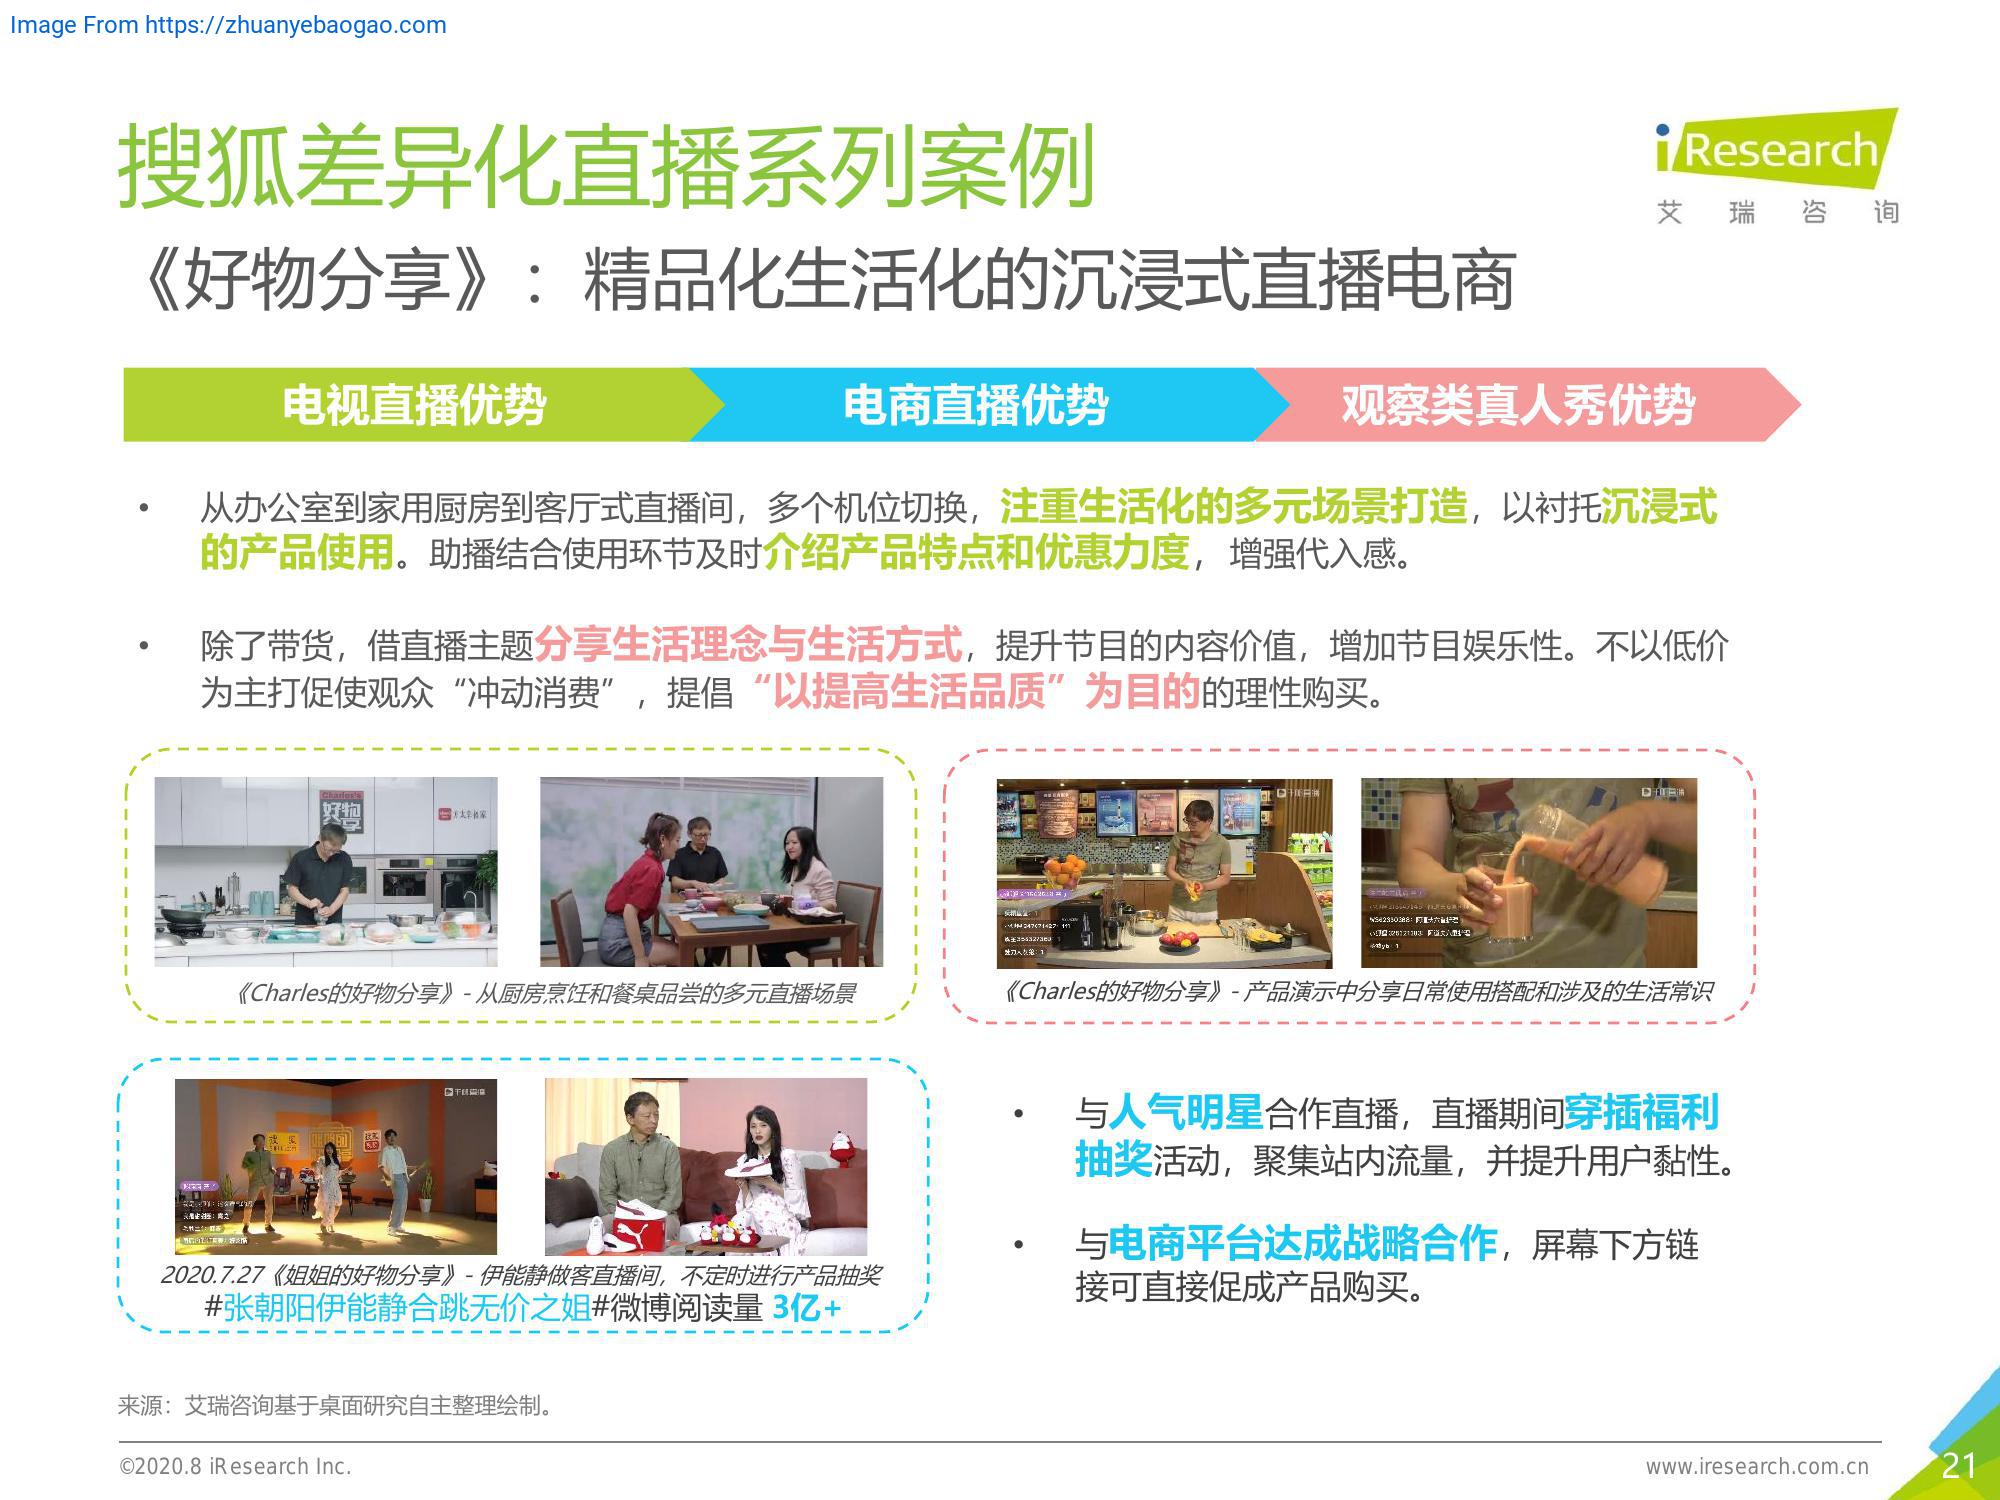 Image From https://zhuanyebaogao.com
搜狐差异化直播系列案例
iResearch
艾瑞咨询
《好物分享》：精品化生活化的沉浸式直播电商
电视直播优势
电商直播优势
观察类真人秀优势
• 从办公室到家用厨房到客厅式直播间，多个机位切换，注重生活化的多元场景打造，以衬托沉浸式
的产品使用。助播结合使用环节及时介绍产品特点和优惠力度，增强代入感。
• 除了带货，借直播主题分享生活理念与生活方式，提升节目的内容价值，增加节目娱乐性。不以低价
为主打促使观众“冲动消费”，提倡“以提高生活品质”为目的的理性购买。
Charles's
好物
分享
千帆直播
千帆直播
《Charles的好物分享》- 从厨房烹饪和餐桌品尝的多元直播场景
《Charles的好物分享》- 产品演示中分享日常使用搭配和涉及的生活常识
千帆直播
搜狐
2020.7.27《姐姐的好物分享》- 伊能静做客直播间，不定时进行产品抽奖
#张朝阳伊能静合跳无价之姐#微博阅读量 3亿+
• 与人气明星合作直播，直播期间穿插福利
抽奖活动，聚集站内流量，并提升用户黏性。
• 与电商平台达成战略合作，屏幕下方链
接可直接促成产品购买。
来源：艾瑞咨询基于桌面研究自主整理绘制。
©2020.8 iResearch Inc.
www.iresearch.com.cn
21